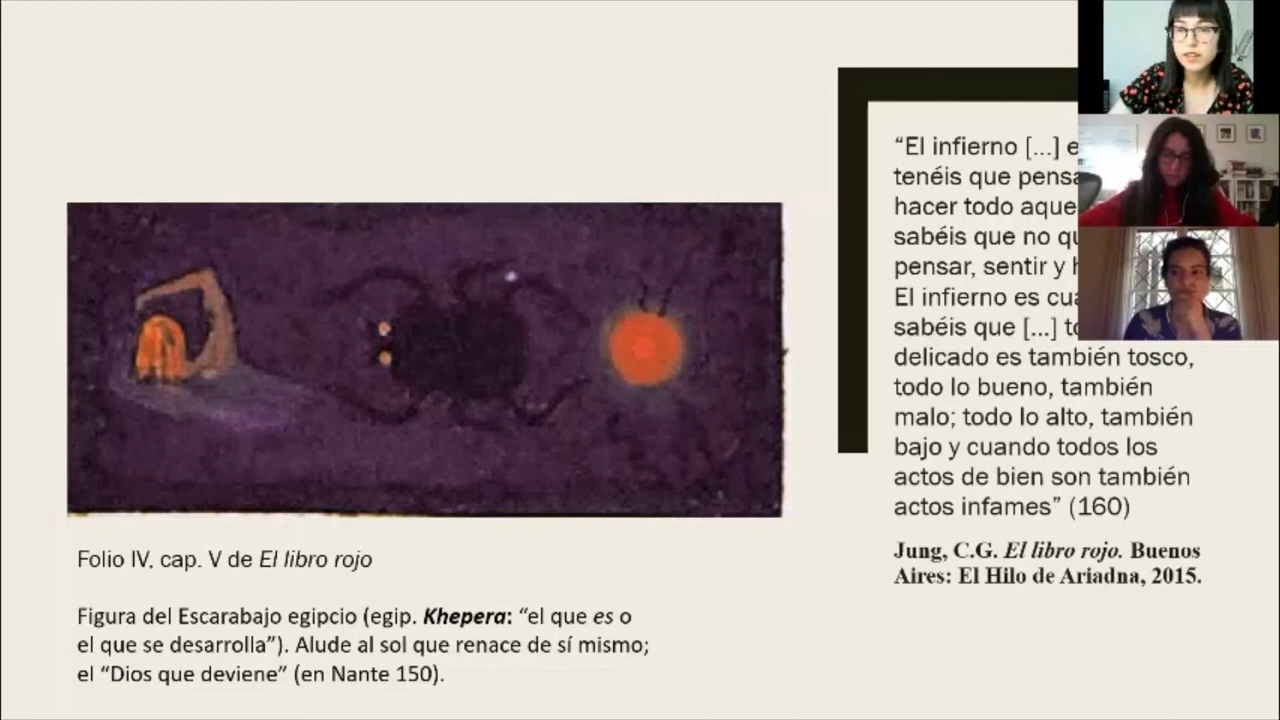 “El infierno [...] e
tenéis que pensa
hacer todo aque
sabéis que no qu
pensar, sentir y h
El infierno es cua
sabéis que [...] to
delicado es también tosco,
todo lo bueno, también
malo; todo lo alto, también
bajo y cuando todos los
actos de bien son también
actos infames” (160)
Jung, C.G. El libro rojo. Buenos
Aires: El Hilo de Ariadna, 2015.
Folio IV, cap. V de El libro rojo
Figura del Escarabajo egipcio (egip. Khepera: “el que es o
el que se desarrolla”). Alude al sol que renace de sí mismo;
el “Dios que deviene” (en Nante 150).